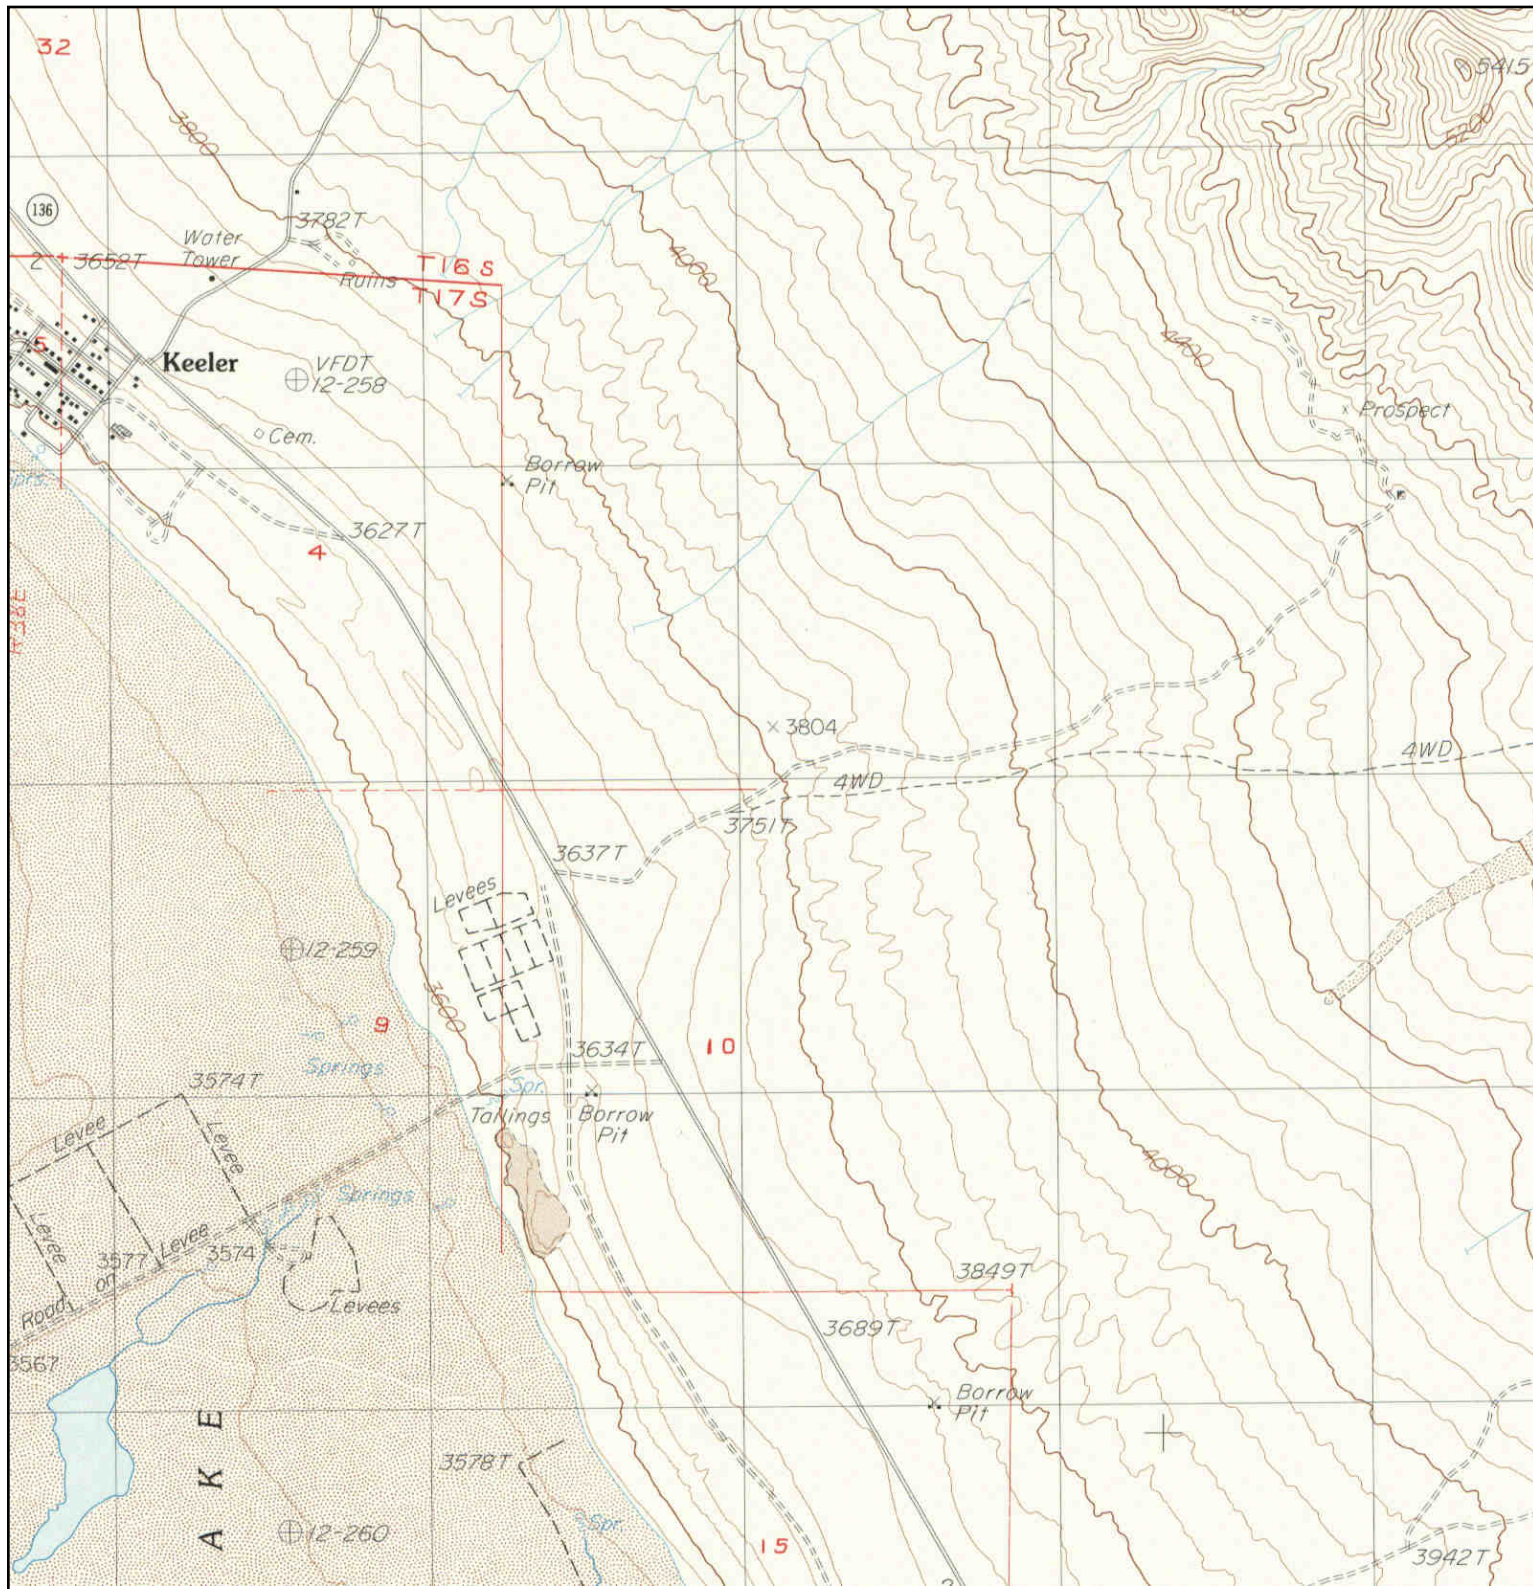 32
5415
3800
5200
136
3782T
Water
Tower
4000
2
3652T
T16S
Ruins
T17S
4400
5
Keeler
VFDT
12-258
Prospect
Cem.
Borrow
Pit
3627T
4
R38E
3804
4WD
4WD
3751T
3637T
Levees
12-259
3600
9
10
3634T
Springs
3574T
Spr.
Tailings
Borrow
Pit
Levee
Levee
4000
Springs
Levee
Levee
3577
3574
Road on
Levees
3849T
3689T
3567
Borrow
Pit
AKE
3578T
12-260
Spr.
15
3942T